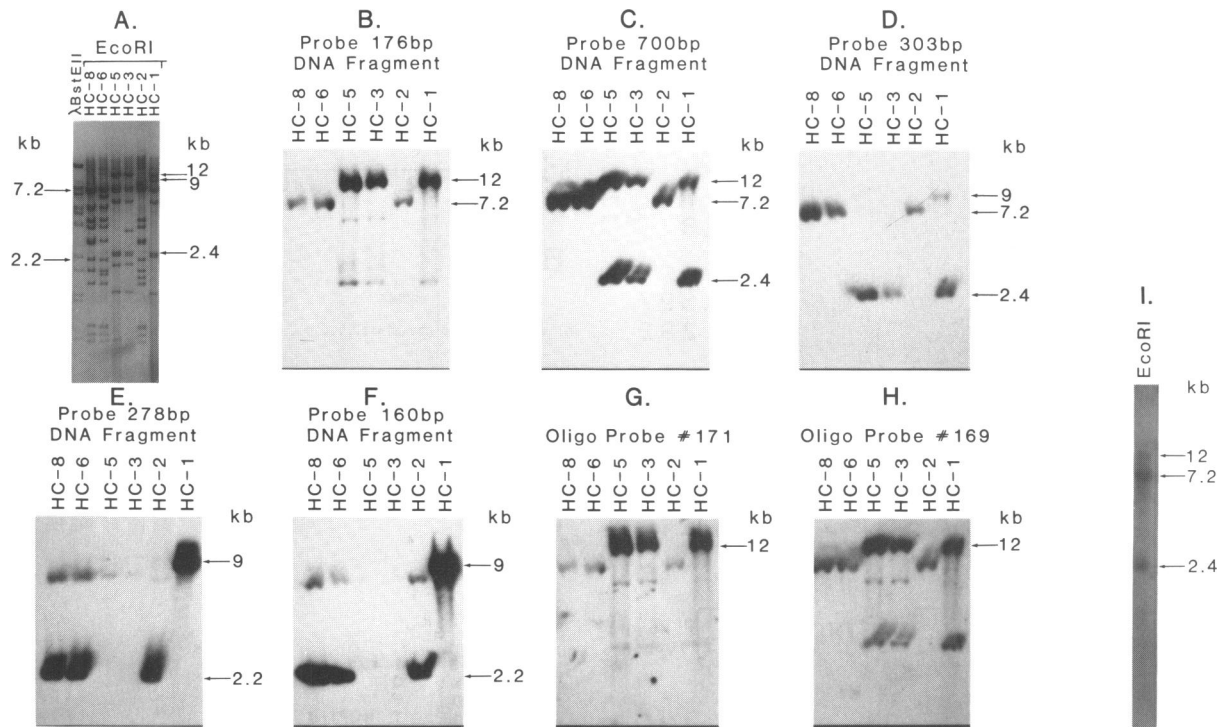 A.
EcoRI
λBstEII
HC-8
HC-6
HC-5
HC-3
HC-2
HC-1
kb
kb
12
9
7.2
2.4
2.2
B.
Probe 176bp
DNA Fragment
HC-8
HC-6
HC-5
HC-3
HC-2
HC-1
kb
12
7.2
C.
Probe 700bp
DNA Fragment
HC-8
HC-6
HC-5
HC-3
HC-2
HC-1
kb
12
7.2
2.4
D.
Probe 303bp
DNA Fragment
HC-8
HC-6
HC-5
HC-3
HC-2
HC-1
kb
9
7.2
2.4
E.
Probe 278bp
DNA Fragment
HC-8
HC-6
HC-5
HC-3
HC-2
HC-1
kb
9
2.2
F.
Probe 160bp
DNA Fragment
HC-8
HC-6
HC-5
HC-3
HC-2
HC-1
kb
9
2.2
G.
Oligo Probe #171
HC-8
HC-6
HC-5
HC-3
HC-2
HC-1
kb
12
H.
Oligo Probe #169
HC-8
HC-6
HC-5
HC-3
HC-2
HC-1
kb
12
I.
EcoRI
kb
12
7.2
2.4